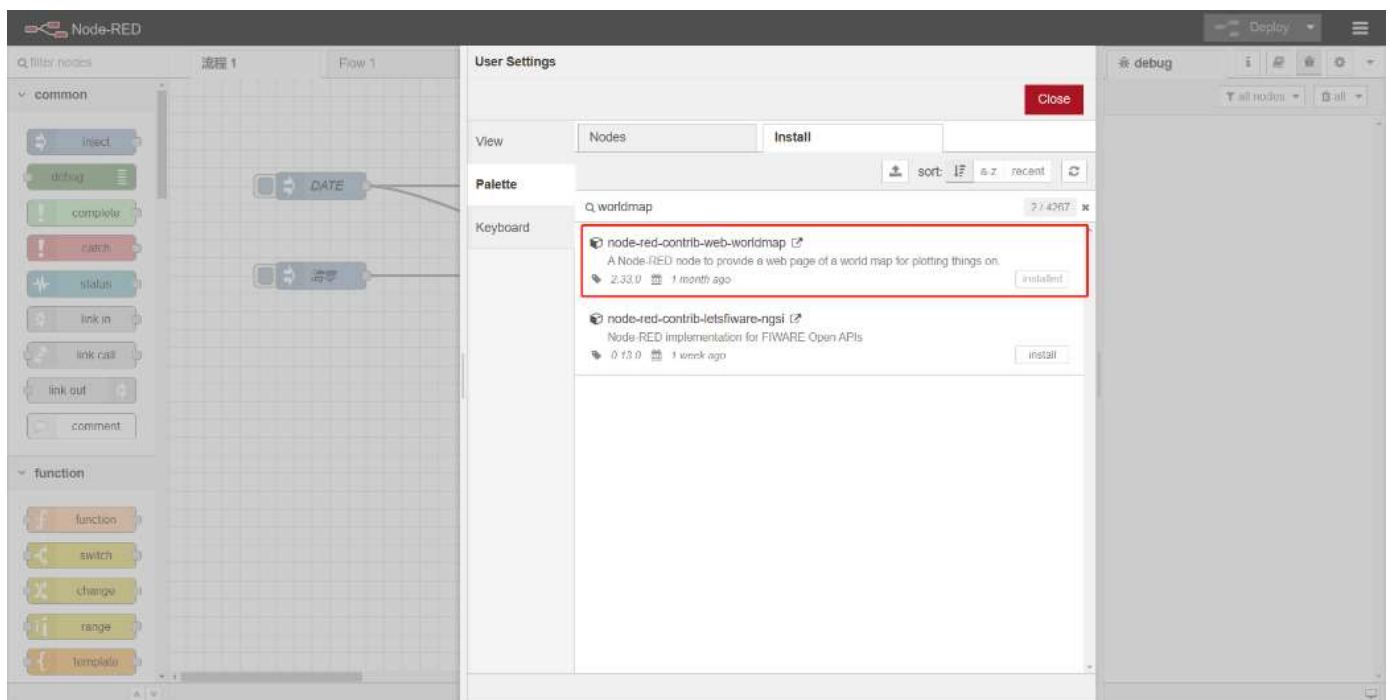 Node-RED
Deploy
filter nodes
流程 1
Flow 1
User Settings
debug
common
Close
all nodes
all
inject
View
Nodes
Install
debug
DATE
Palette
sort:
a-z
recent
complete
worldmap
2 / 4267
catch
Keyboard
node-red-contrib-web-worldmap
A Node-RED node to provide a web page of a world map for plotting things on.
2.33.0
1 month ago
installed
status
link in
node-red-contrib-letsfiware-ngsi
Node-RED implementation for FIWARE Open APIs
0.13.0
1 week ago
install
link call
link out
comment
function
function
switch
change
range
template